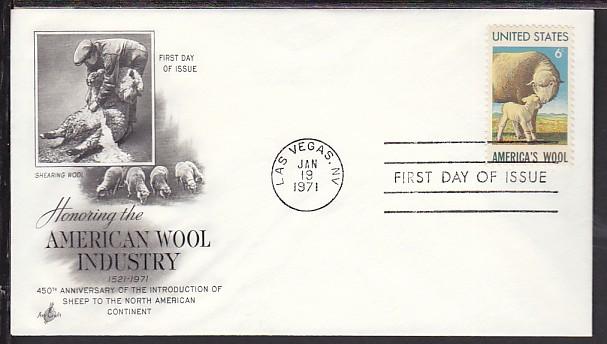 FIRST DAY
OF ISSUE
SHEARING WOOL
Honoring the
AMERICAN WOOL
INDUSTRY
1521-1971
450TH ANNIVERSARY OF THE INTRODUCTION OF
SHEEP TO THE NORTH AMERICAN
CONTINENT
Art Craft
LAS VEGAS, NV
JAN
19
1971
UNITED STATES
6c
AMERICA'S WOOL
FIRST DAY OF ISSUE